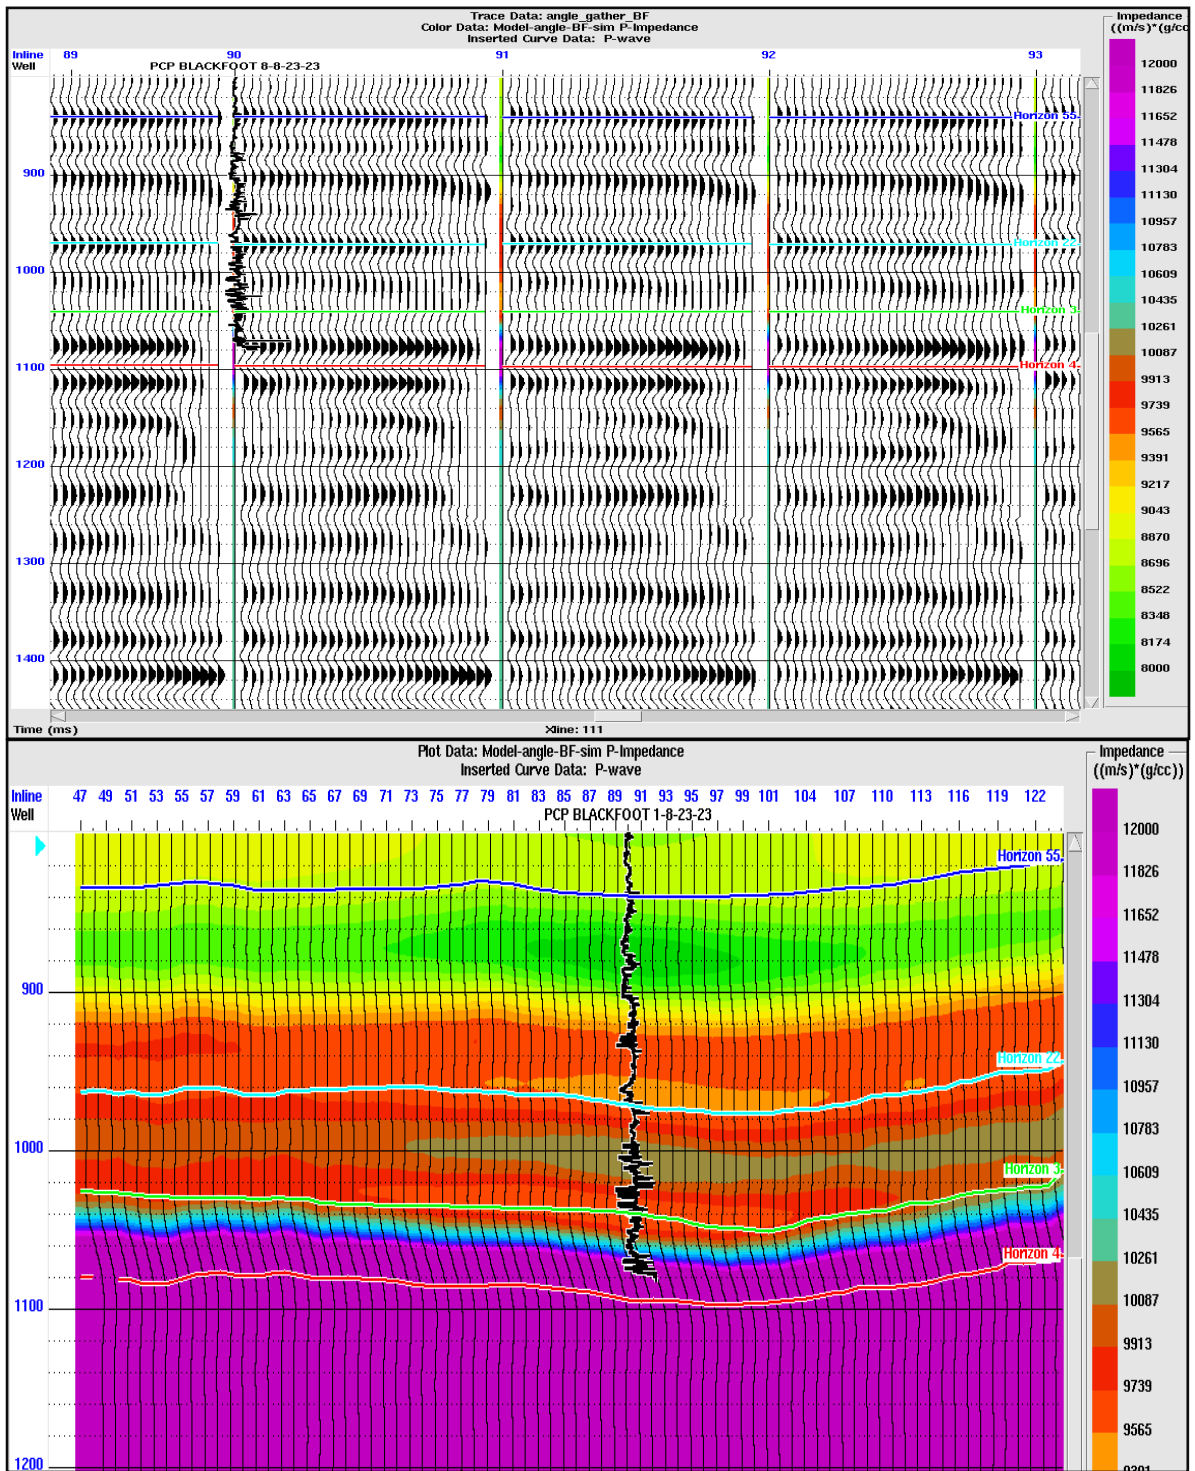 Trace Data: angle_gather_BF
Color Data: Model-angle-BF-sim P-Impedance
Inserted Curve Data: P-wave
Impedance
((m/s)*(g/cc
Inline 89 90 91 92 93
Well PCP BLACKFOOT 8-8-23-23
Horizon 55
900
Horizon 22
1000
Horizon 3
1100
Horizon 4
1200
1300
1400
Time (ms) Xline: 111
12000
11826
11652
11478
11304
11130
10957
10783
10609
10435
10261
10087
9913
9739
9565
9391
9217
9043
8870
8696
8522
8348
8174
8000
Plot Data: Model-angle-BF-sim P-Impedance
Inserted Curve Data: P-wave
Impedance
((m/s)*(g/cc))
Inline 47 49 51 53 55 57 59 61 63 65 67 69 71 73 75 77 79 81 83 85 87 89 91 93 95 97 99 101 104 107 110 113 116 119 122
Well PCP BLACKFOOT 1-8-23-23
Horizon 55
900
Horizon 22
1000
Horizon 3
Horizon 4
1100
1200
12000
11826
11652
11478
11304
11130
10957
10783
10609
10435
10261
10087
9913
9739
9565